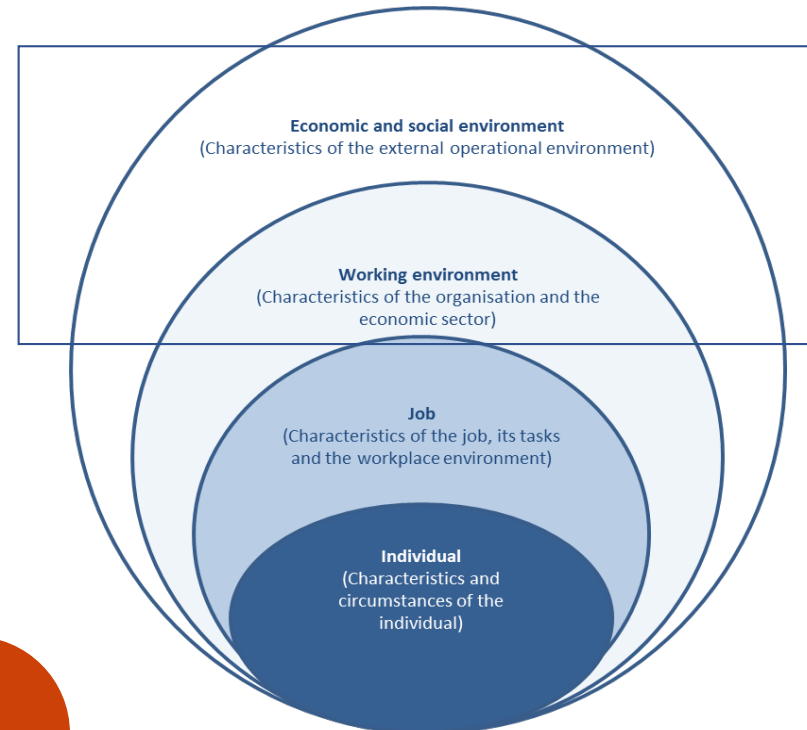 Economic and social environment
(Characteristics of the external operational environment)
Working environment
(Characteristics of the organisation and the
economic sector)
Job
(Characteristics of the job, its tasks
and the workplace environment)
Individual
(Characteristics and
circumstances of the
individual)